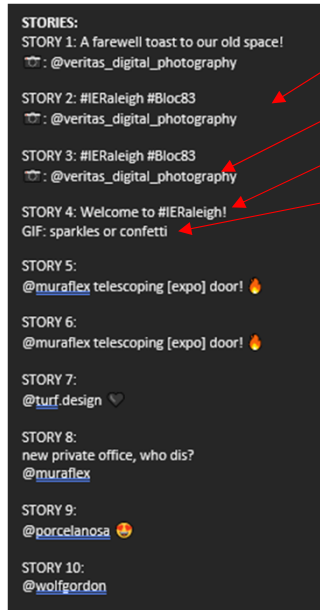 STORIES:
STORY 1: A farewell toast to our old space!
📷: @veritas_digital_photography
STORY 2: #IERaleigh #Bloc83
📷: @veritas_digital_photography
STORY 3: #IERaleigh #Bloc83
📷: @veritas_digital_photography
STORY 4: Welcome to #IERaleigh!
GIF: sparkles or confetti
STORY 5:
@muraflex telescoping [expo] door! 🔥
STORY 6:
@muraflex telescoping [expo] door! 🔥
STORY 7:
@turf.design 🖤
STORY 8:
new private office, who dis?
@muraflex
STORY 9:
@porcelanosa 😍
STORY 10:
@wolfgordon